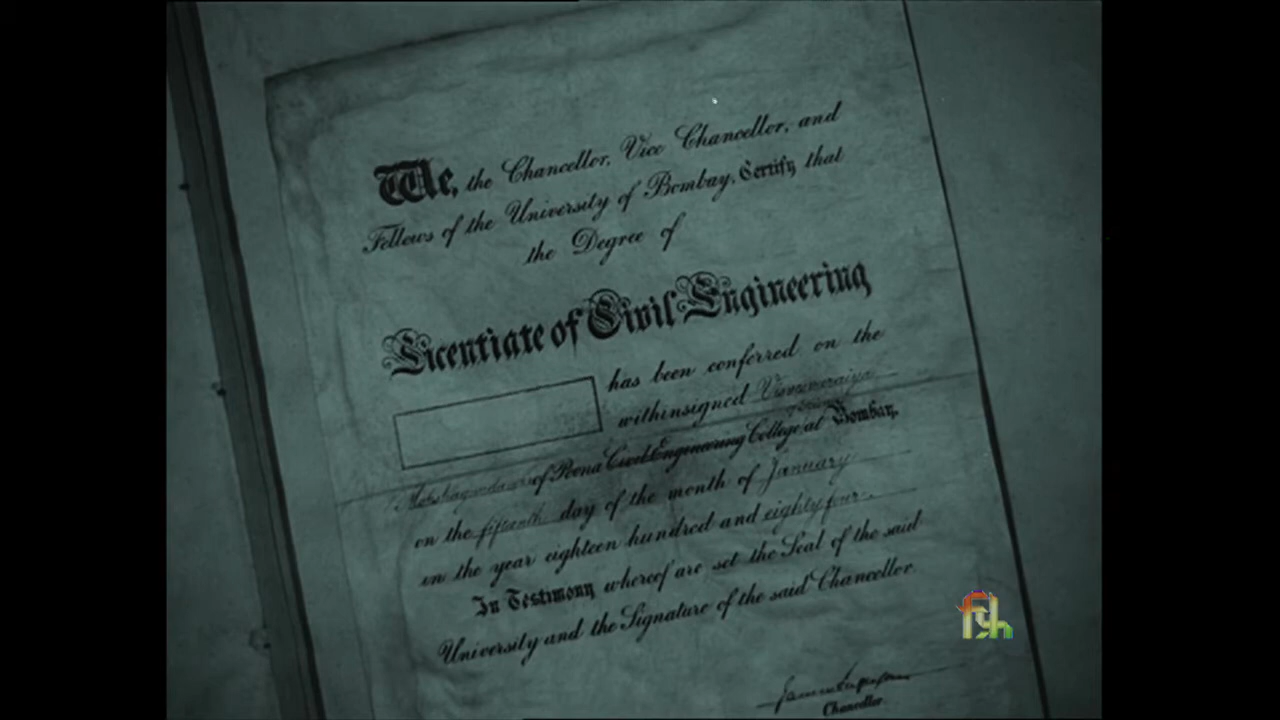 We, the Chancellor, Vice Chancellor, and
Fellows of the University of Bombay, Certify that
the Degree of
Licentiate of Civil Engineering
has been conferred on the
withinsigned
of Poona Civil Engineering College at Bombay,
on the fifteenth day of the month of January
in the year eighteen hundred and eighty four
In Testimony whereof are set the Seal of the said
University and the Signature of the said Chancellor.
Chancellor
fyh